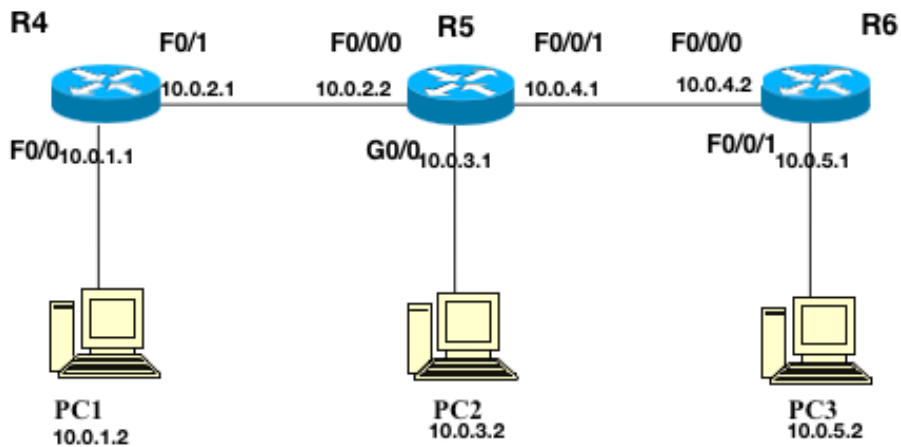 R4
R5
R6
F0/1
F0/0/0
F0/0/1
F0/0/0
10.0.2.1
10.0.2.2
10.0.4.1
10.0.4.2
F0/0
10.0.1.1
G0/0
10.0.3.1
F0/0/1
10.0.5.1
PC1
10.0.1.2
PC2
10.0.3.2
PC3
10.0.5.2